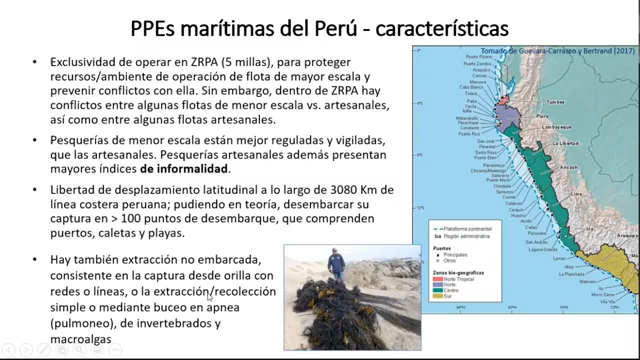 PPEs marítimas del Perú - características
• Exclusividad de operar en ZRPA (5 millas), para proteger
recursos/ambiente de operación de flota de mayor escala y
prevenir conflictos con ella. Sin embargo, dentro de ZRPA hay
conflictos entre algunas flotas de menor escala vs. artesanales,
así como entre algunas flotas artesanales.
• Pesquerías de menor escala están mejor reguladas y vigiladas,
que las artesanales. Pesquerías artesanales además presentan
mayores índices de informalidad.
• Libertad de desplazamiento latitudinal a lo largo de 3080 Km de
línea costera peruana; pudiendo en teoría, desembarcar su
captura en > 100 puntos de desembarque, que comprenden
puertos, caletas y playas.
• Hay también extracción no embarcada,
consistente en la captura desde orilla con
redes o líneas, o la extracción/recolección
simple o mediante buceo en apnea
(pulmoneo), de invertebrados y
macroalgas
Tomado de Guevara-Carrasco y Bertrand (2017)
Tumbes
Piura
Lambayeque
La Libertad
Ancash
Lima
Ica
Arequipa
Plataforma continental
Ica Región administrativa
Puertos
Principales
Otros
Zonas bio-geográficas
Norte Tropical
Norte
Centro
Sur